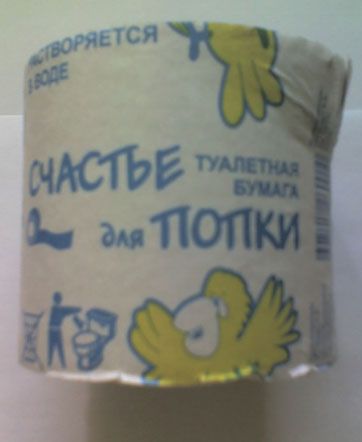 РАСТВОРЯЕТСЯ
В ВОДЕ
СЧАСТЬЕ
ТУАЛЕТНАЯ
БУМАГА
для ПОПКИ